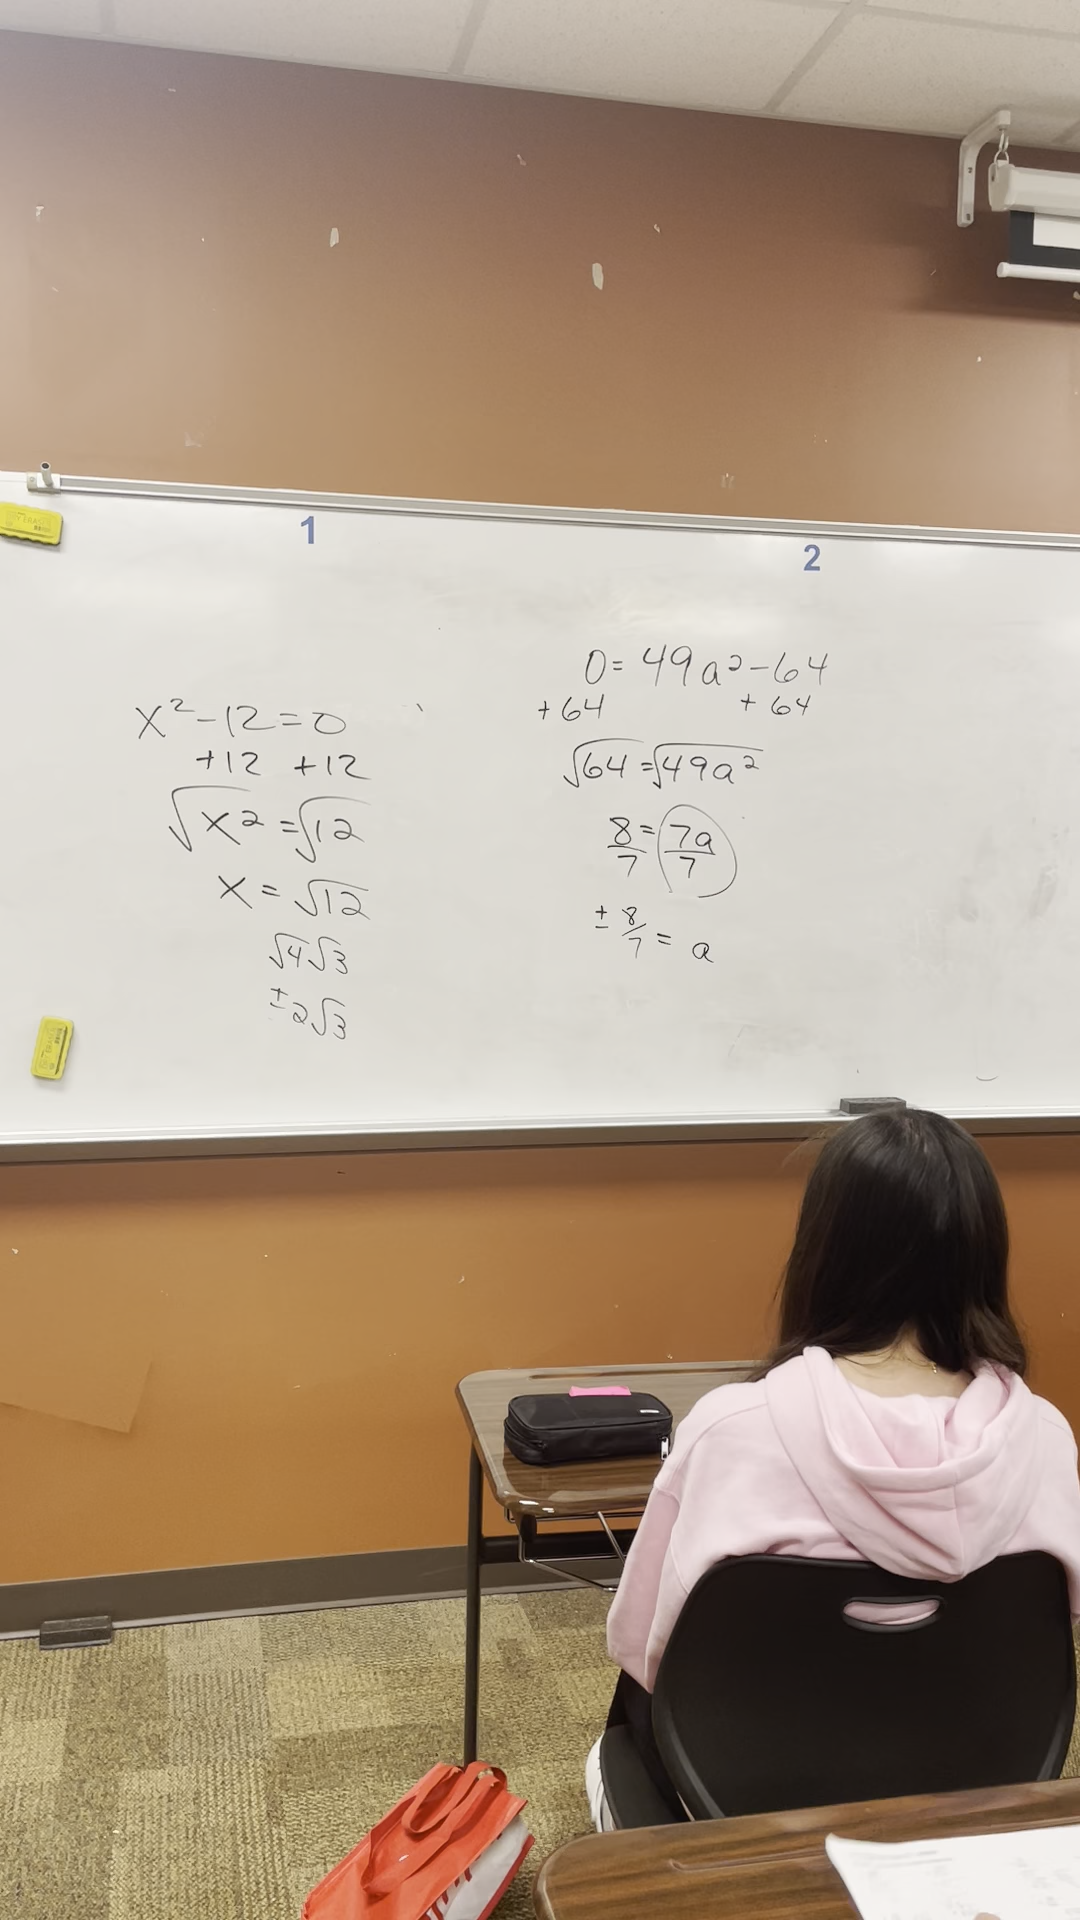 1
x² - 12 = 0
+12 +12
√x² = √12
x = √12
√4√3
± 2√3
2
0 = 49a² - 64
+64 + 64
√64 = √49a²
8/7 = 7a/7
± 8/7 = a